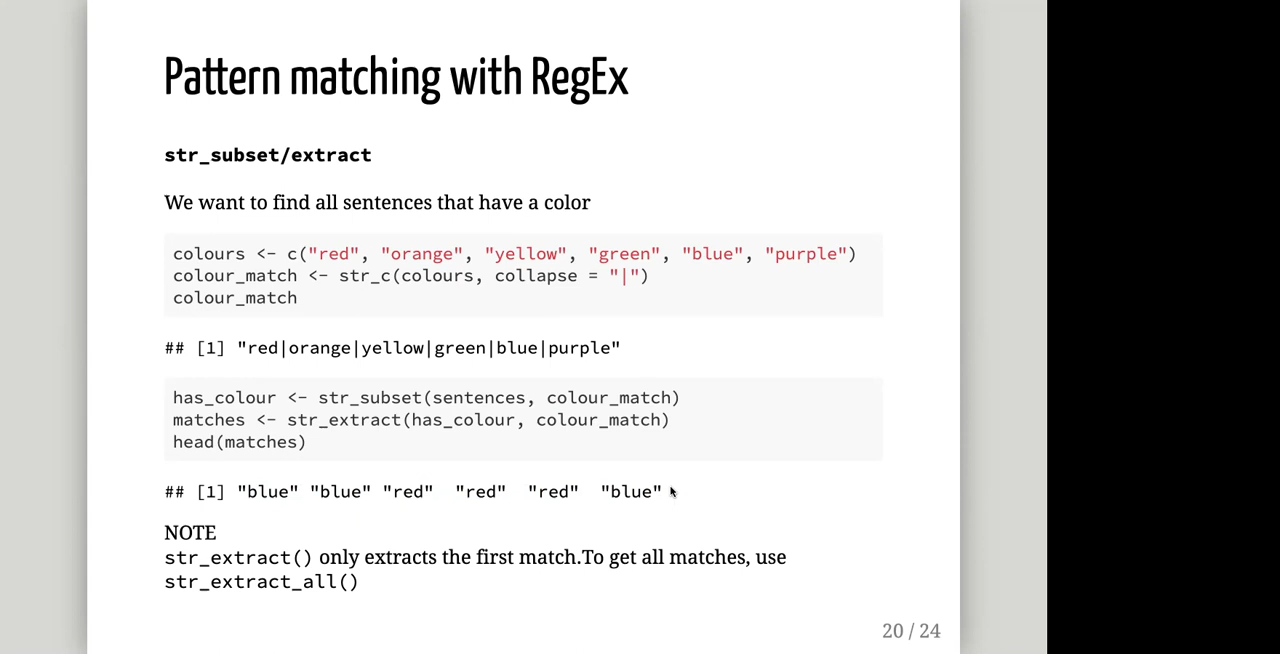 Pattern matching with RegEx
str_subset/extract
We want to find all sentences that have a color
colours <- c("red", "orange", "yellow", "green", "blue", "purple")
colour_match <- str_c(colours, collapse = "|")
colour_match
## [1] "red|orange|yellow|green|blue|purple"
has_colour <- str_subset(sentences, colour_match)
matches <- str_extract(has_colour, colour_match)
head(matches)
## [1] "blue" "blue" "red"  "red"  "red"  "blue"
NOTE
str_extract() only extracts the first match.To get all matches, use
str_extract_all()
20 / 24